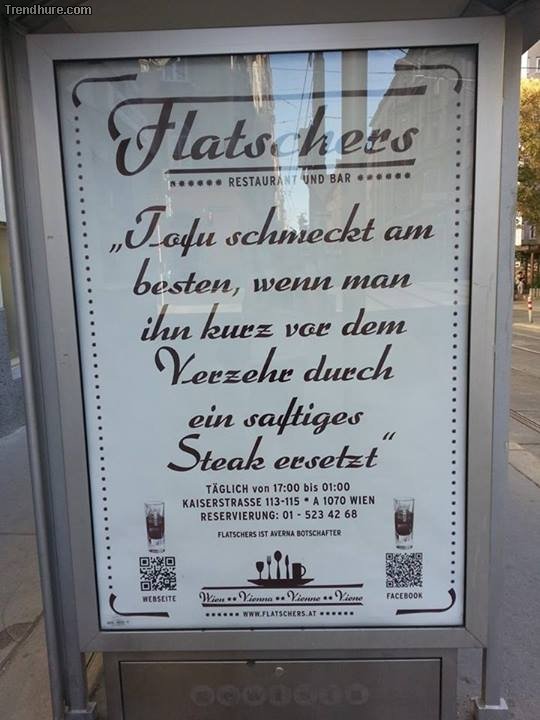 Trendhure.com
Flatschers
RESTAURANT UND BAR
„Tofu schmeckt am
besten, wenn man
ihn kurz vor dem
Verzehr durch
ein saftiges
Steak ersetzt“
TÄGLICH von 17:00 bis 01:00
KAISERSTRASSE 113-115 * A 1070 WIEN
RESERVIERUNG: 01 - 523 42 68
FLATSCHERS IST AVERNA BOTSCHAFTER
WEBSEITE
FACEBOOK
Wien •• Vienna •• Vienne •• Viena
WWW.FLATSCHERS.AT